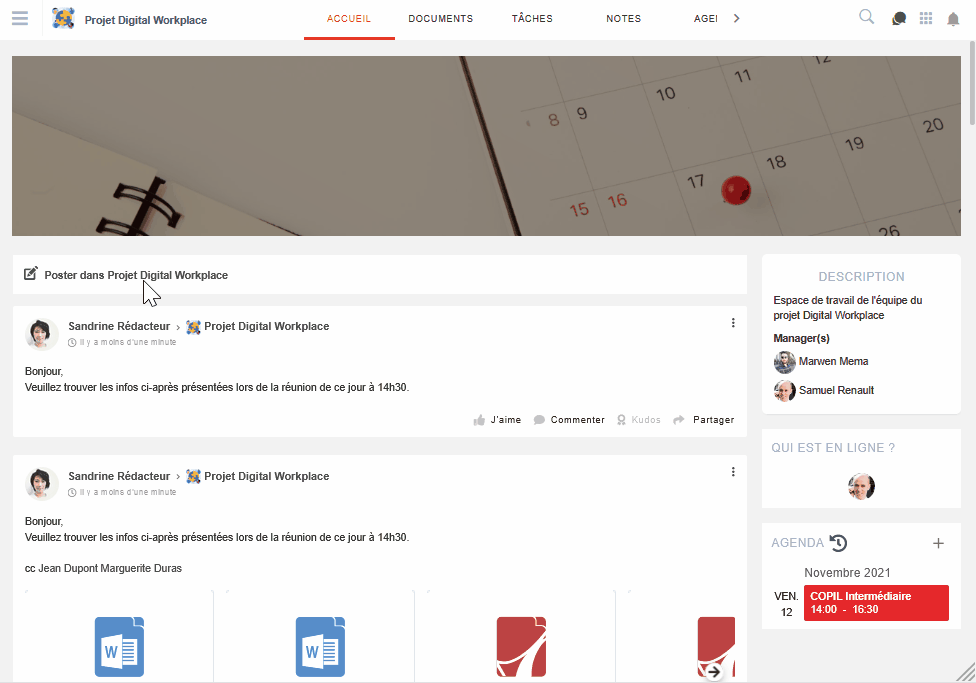 Projet Digital Workplace
ACCUEIL DOCUMENTS TÂCHES NOTES
11
10
9
8
20
19
18
17
16
15
26
12
Poster dans Projet Digital Workplace
Sandrine Rédacteur › Projet Digital Workplace
Il y a moins d'une minute
Bonjour,
Veuillez trouver les infos ci-après présentées lors de la réunion de ce jour à 14h30.
J'aime Commenter Kudos Partager
Sandrine Rédacteur › Projet Digital Workplace
Il y a moins d'une minute
Bonjour,
Veuillez trouver les infos ci-après présentées lors de la réunion de ce jour à 14h30.
cc Jean Dupont Marguerite Duras
W W
DESCRIPTION
Espace de travail de l'équipe du
projet Digital Workplace
Manager(s)
Marwen Mema
Samuel Renault
QUI EST EN LIGNE ?
AGENDA
Novembre 2021
VEN. COPIL Intermédiaire
12 14:00 - 16:30